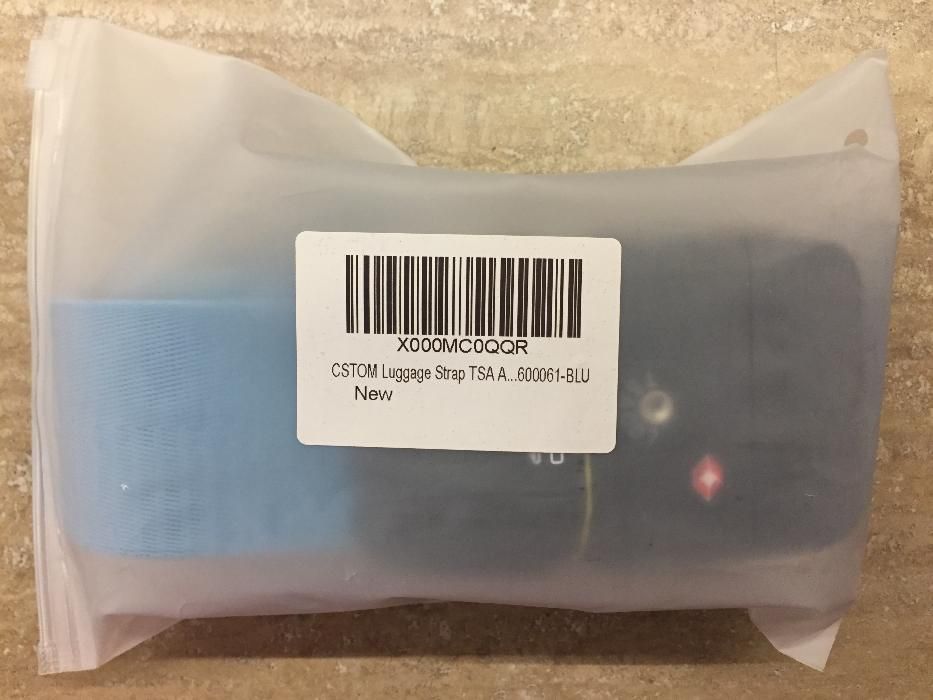 X000MC0QQR
CSTOM Luggage Strap TSA A...600061-BLU
New